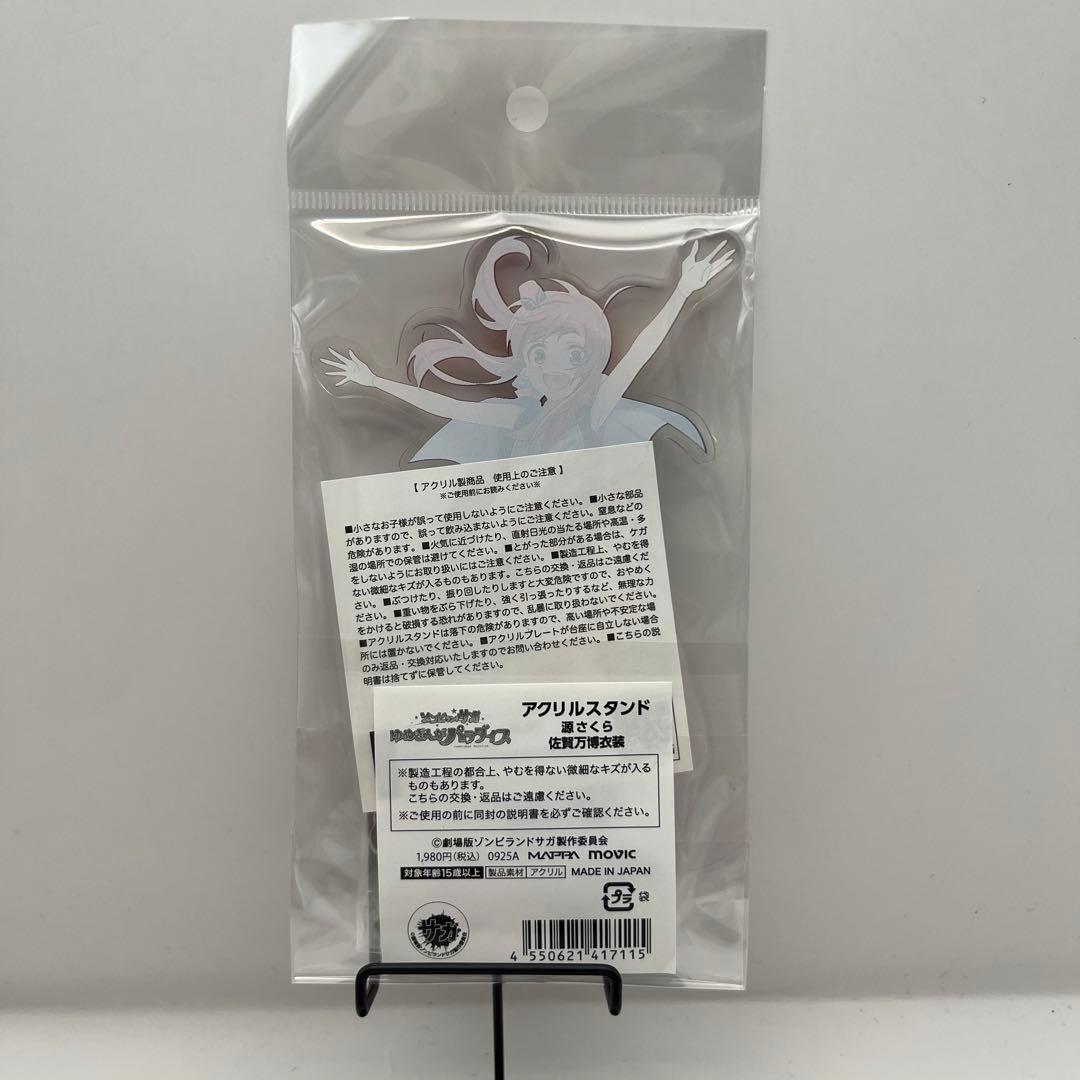 【 アクリル製商品　使用上のご注意 】
※ご使用前にお読みください※
■小さなお子様が誤って使用しないようにご注意ください。■小さな部品
がありますので、誤って飲み込まないようにご注意ください。窒息などの
危険があります。■火気に近づけたり、直射日光の当たる場所や高温・多
湿の場所での保管は避けてください。■とがった部分がある場合は、ケガ
をしないようにお取り扱いにはご注意ください。■製造工程上、やむを得
ない微細なキズが入るものもあります。こちらの交換・返品はご遠慮くだ
さい。■ぶつけたり、振り回したりしますと大変危険ですので、おやめく
ださい。■重い物をぶら下げたり、強く引っ張ったりするなど、無理な力
をかけると破損する恐れがありますので、乱暴に取り扱わないでください。
■アクリルスタンドは落下の危険がありますので、高い場所や不安定な場
所には置かないでください。■アクリルプレートが台座に自立しない場合
のみ返品・交換対応いたしますのでお問い合わせください。■こちらの説
明書は捨てずに保管してください。
ゾンビランドサガ
ゆめぎんがパラダイス
アクリルスタンド
源さくら
佐賀万博衣装
※製造工程の都合上、やむを得ない微細なキズが入る
ものもあります。
こちらの交換・返品はご遠慮ください。
※ご使用の前に同封の説明書を必ずご確認ください。
©劇場版ゾンビランドサガ製作委員会
1,980円(税込) 0925A MAPPA movic
対象年齢15歳以上 製品素材 アクリル MADE IN JAPAN
プラ 袋
サガ
4 550621 417115